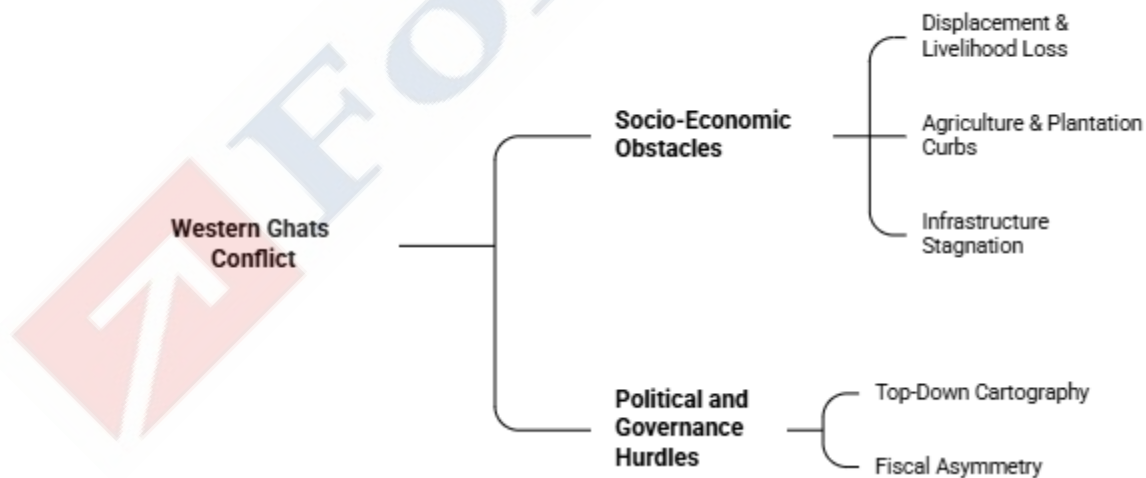 Western Ghats
Conflict
Socio-Economic
Obstacles
Displacement &
Livelihood Loss
Agriculture & Plantation
Curbs
Infrastructure
Stagnation
Political and
Governance
Hurdles
Top-Down Cartography
Fiscal Asymmetry